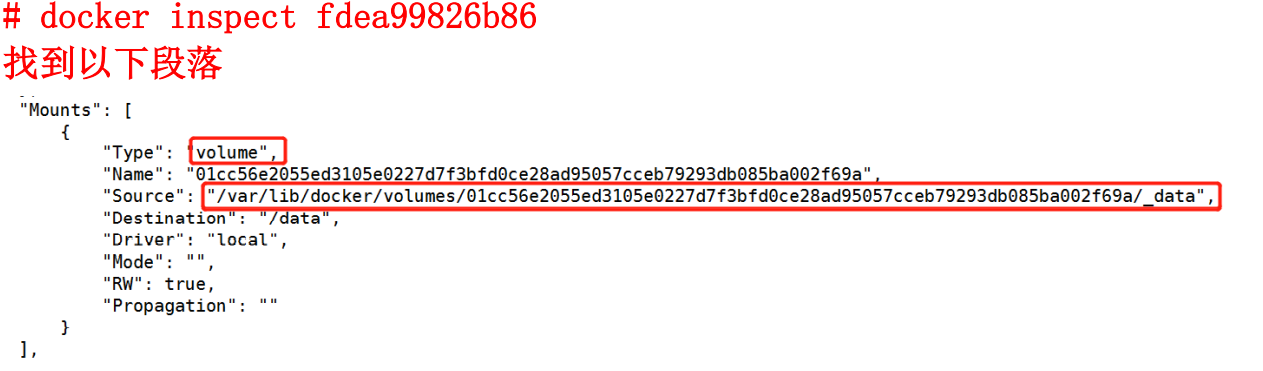 # docker inspect fdea99826b86
找到以下段落
"Mounts": [
{
"Type": "volume",
"Name": "01cc56e2055ed3105e0227d7f3bfd0ce28ad95057cceb79293db085ba002f69a",
"Source": "/var/lib/docker/volumes/01cc56e2055ed3105e0227d7f3bfd0ce28ad95057cceb79293db085ba002f69a/_data",
"Destination": "/data",
"Driver": "local",
"Mode": "",
"RW": true,
"Propagation": ""
}
],